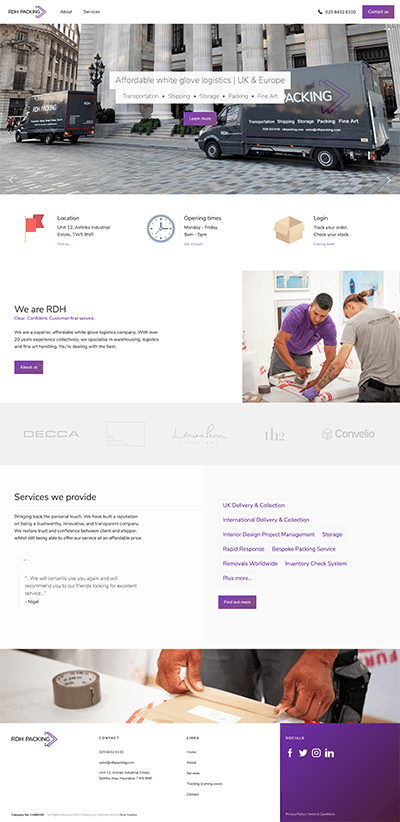 RDH PACKING
About
Services
020 8432 6100
Contact us
RDH PACKING
PACKING
Affordable white glove logistics | UK & Europe
Transportation • Shipping • Storage • Packing • Fine Art
Transportation Shipping Storage Packing Fine Art
Learn more
Location
Unit 12, Airlinks Industrial
Estate, TW5 9NR
Find us
Opening times
Monday - Friday
9am - 5pm
Get in touch
Login
Track your order.
Check your stock.
Coming soon!
We are RDH
Clear. Confident. Customer first service.
We are a superior, affordable white glove logistics company. With over
20 years experience collectively, we specialise in warehousing, logistics
and fine art handling. You're dealing with the best.
About us
DECCA
th2
Convelio
Services we provide
Bringing back the personal touch. We have built a reputation
on being a trustworthy, innovative, and transparent company.
We restore trust and confidence between client and shipper,
whilst still being able to offer our service at an affordable price.
"...We will certainly use you again and will
recommend you to our friends looking for excellent
service..."
- Nigel
UK Delivery & Collection
International Delivery & Collection
Interior Design Project Management
Storage
Rapid Response
Bespoke Packing Service
Removals Worldwide
Inventory Check System
Plus more...
Find out more
RDH PACKING
CONTACT
020 8432 6100
sales@rdhpacking.com
Unit 12, Airlinks Industrial Estate,
Spitfire Way, Hounslow TW5 9NR
LINKS
Home
About
Services
Tracking (coming soon)
Contact
SOCIALS
Privacy Policy | Terms & Conditions